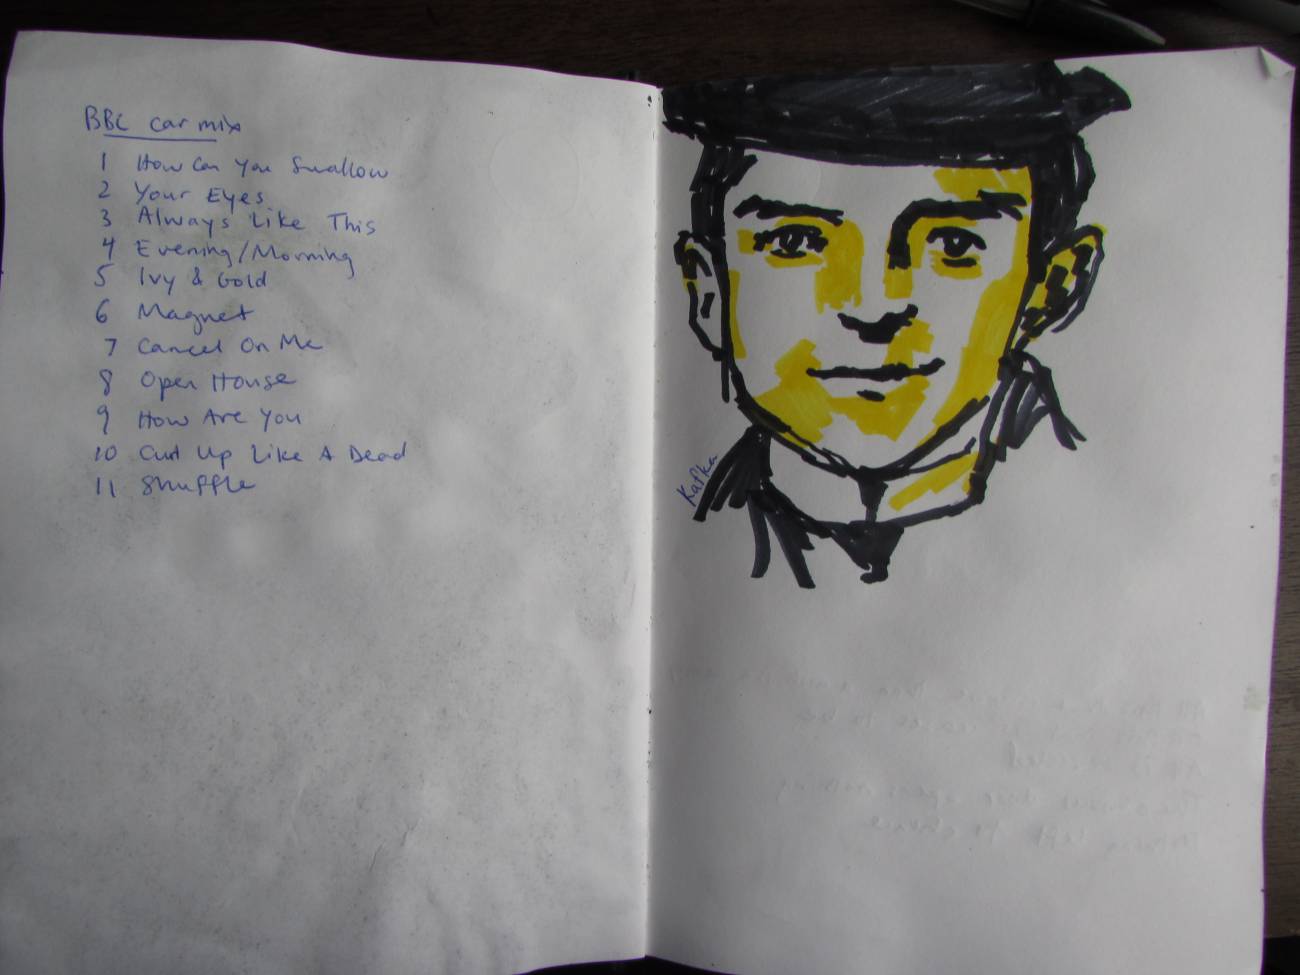 BBC car mix
1 How Can You Swallow
2 Your Eyes
3 Always Like This
4 Evening/Morning
5 Ivy & Gold
6 Magnet
7 Cancel On Me
8 Open House
9 How Are You
10 Curl Up Like A Dead
11 Shuffle
Kafka